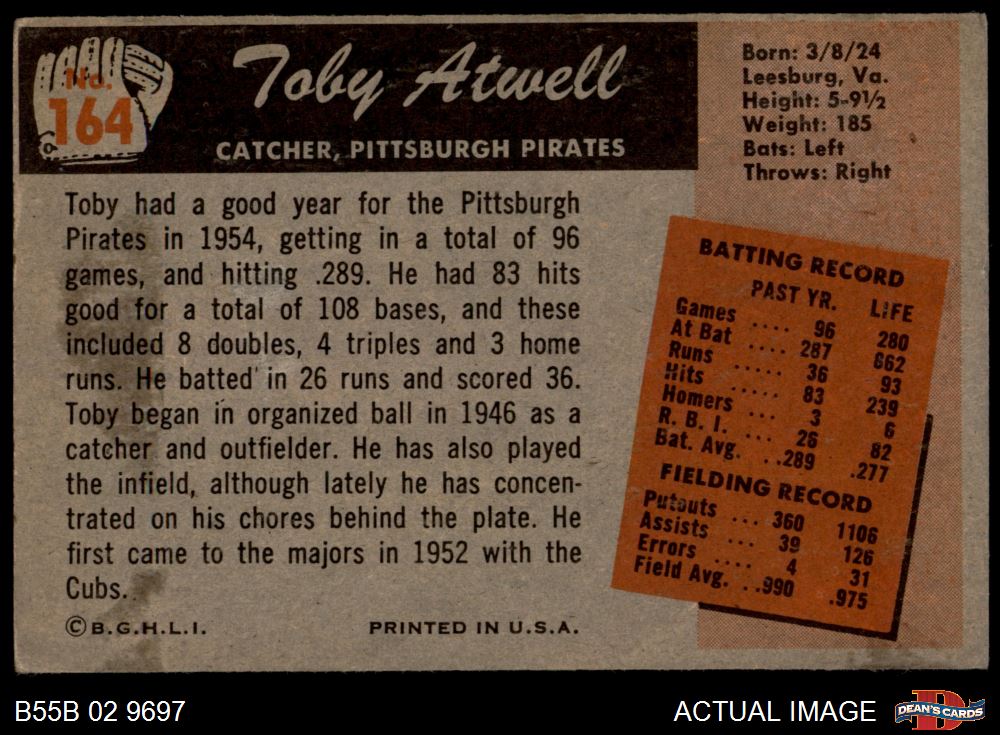 No.
164
Toby Atwell
CATCHER, PITTSBURGH PIRATES
Born: 3/8/24
Leesburg, Va.
Height: 5-9½
Weight: 185
Bats: Left
Throws: Right
Toby had a good year for the Pittsburgh
Pirates in 1954, getting in a total of 96
games, and hitting .289. He had 83 hits
good for a total of 108 bases, and these
included 8 doubles, 4 triples and 3 home
runs. He batted in 26 runs and scored 36.
Toby began in organized ball in 1946 as a
catcher and outfielder. He has also played
the infield, although lately he has concen-
trated on his chores behind the plate. He
first came to the majors in 1952 with the
Cubs.
© B.G.H.L.I. PRINTED IN U.S.A.
BATTING RECORD
PAST YR. LIFE
Games .... 96 280
At Bat .... 287 862
Runs ..... 36 93
Hits ..... 83 239
Homers ... 3 6
R. B. I. ... 26 82
Bat. Avg. ..289 .277
FIELDING RECORD
Putouts ... 360 1106
Assists ... 39 126
Errors .... 4 31
Field Avg. ..990 .975
B55B 02 9697 ACTUAL IMAGE
DEAN'S CARDS